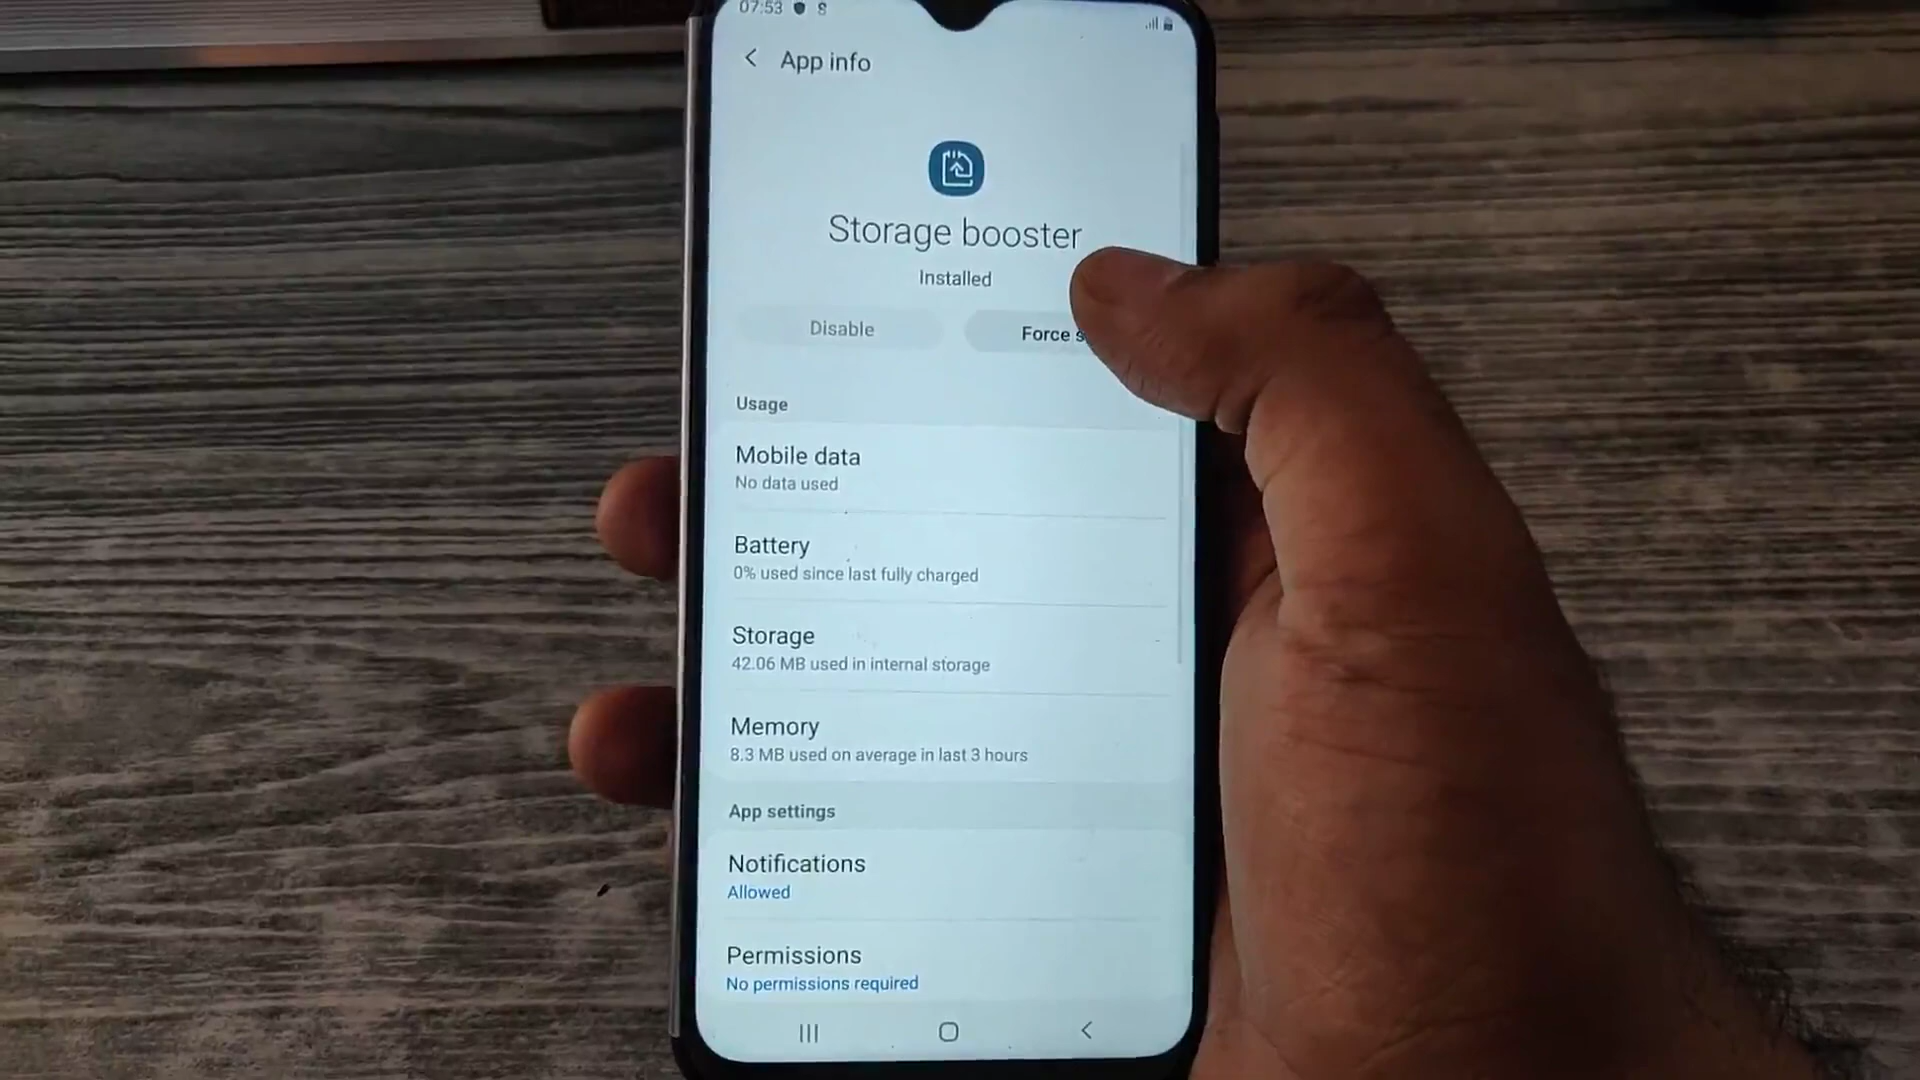 07:53
App info
Storage booster
Installed
Disable
Force s
Usage
Mobile data
No data used
Battery
0% used since last fully charged
Storage
42.06 MB used in internal storage
Memory
8.3 MB used on average in last 3 hours
App settings
Notifications
Allowed
Permissions
No permissions required